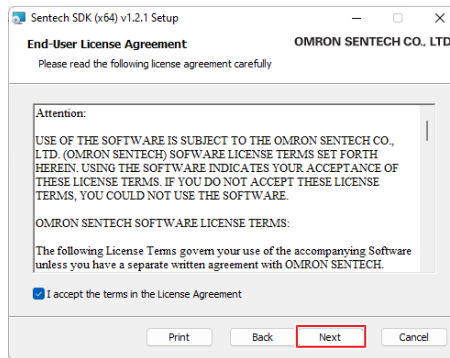 Sentech SDK (x64) v1.2.1 Setup
End-User License Agreement
OMRON SENTECH CO., LTD
Please read the following license agreement carefully
Attention:
USE OF THE SOFTWARE IS SUBJECT TO THE OMRON SENTECH CO.,
LTD. (OMRON SENTECH) SOFWARE LICENSE TERMS SET FORTH
HEREIN. USING THE SOFTWARE INDICATES YOUR ACCEPTANCE OF
THESE LICENSE TERMS. IF YOU DO NOT ACCEPT THESE LICENSE
TERMS, YOU COULD NOT USE THE SOFTWARE.
OMRON SENTECH SOFTWARE LICENSE TERMS:
The following License Terms govern your use of the accompanying Software
unless you have a separate written agreement with OMRON SENTECH.
I accept the terms in the License Agreement
Print Back Next Cancel